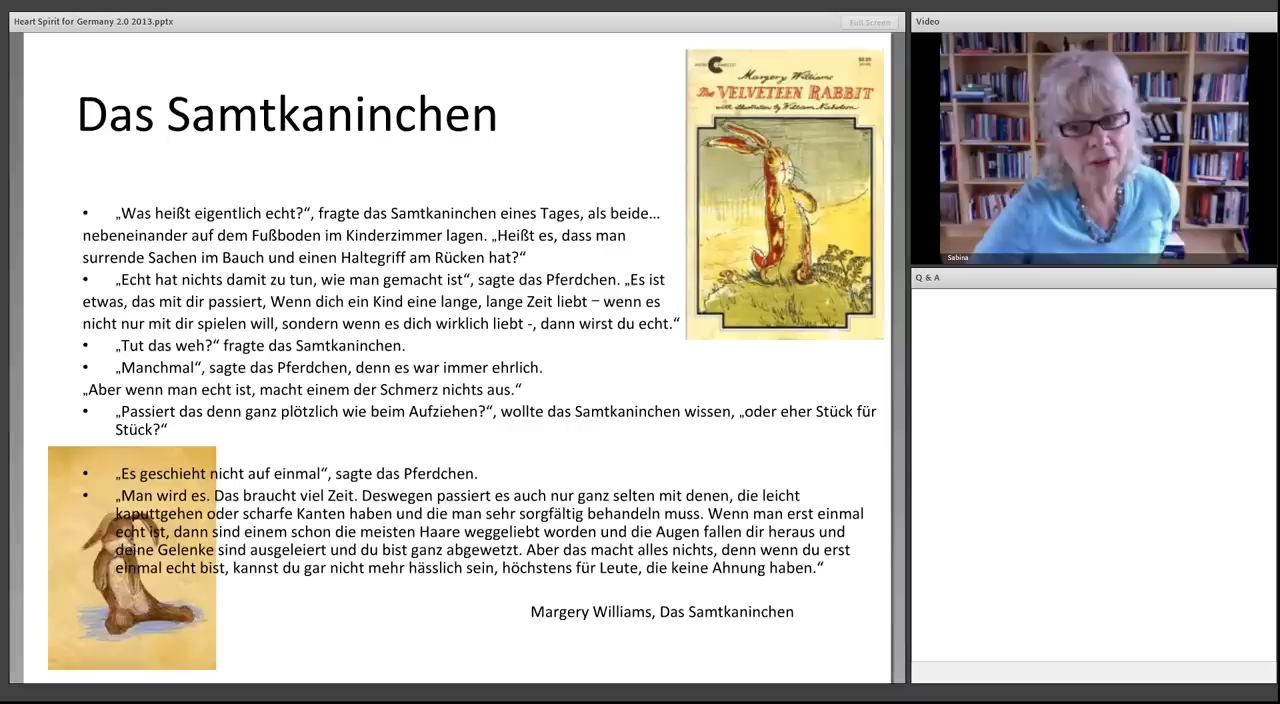 Heart Spirit for Germany 2.0 2013.pptx
Full Screen
Video
Das Samtkaninchen
Margery Williams
The VELVETEEN RABBIT
with illustrations by William Nicholson
Sabina
Q & A
• „Was heißt eigentlich echt?“, fragte das Samtkaninchen eines Tages, als beide…
nebeneinander auf dem Fußboden im Kinderzimmer lagen. „Heißt es, dass man
surrende Sachen im Bauch und einen Haltegriff am Rücken hat?“
• „Echt hat nichts damit zu tun, wie man gemacht ist“, sagte das Pferdchen. „Es ist
etwas, das mit dir passiert, Wenn dich ein Kind eine lange, lange Zeit liebt – wenn es
nicht nur mit dir spielen will, sondern wenn es dich wirklich liebt -, dann wirst du echt.“
• „Tut das weh?“ fragte das Samtkaninchen.
• „Manchmal“, sagte das Pferdchen, denn es war immer ehrlich.
„Aber wenn man echt ist, macht einem der Schmerz nichts aus.“
• „Passiert das denn ganz plötzlich wie beim Aufziehen?“, wollte das Samtkaninchen wissen, „oder eher Stück für
Stück?“
• „Es geschieht nicht auf einmal“, sagte das Pferdchen.
• „Man wird es. Das braucht viel Zeit. Deswegen passiert es auch nur ganz selten mit denen, die leicht
kaputtgehen oder scharfe Kanten haben und die man sehr sorgfältig behandeln muss. Wenn man erst einmal
echt ist, dann sind einem schon die meisten Haare weggeliebt worden und die Augen fallen dir heraus und
deine Gelenke sind ausgeleiert und du bist ganz abgewetzt. Aber das macht alles nichts, denn wenn du erst
einmal echt bist, kannst du gar nicht mehr hässlich sein, höchstens für Leute, die keine Ahnung haben.“
Margery Williams, Das Samtkaninchen